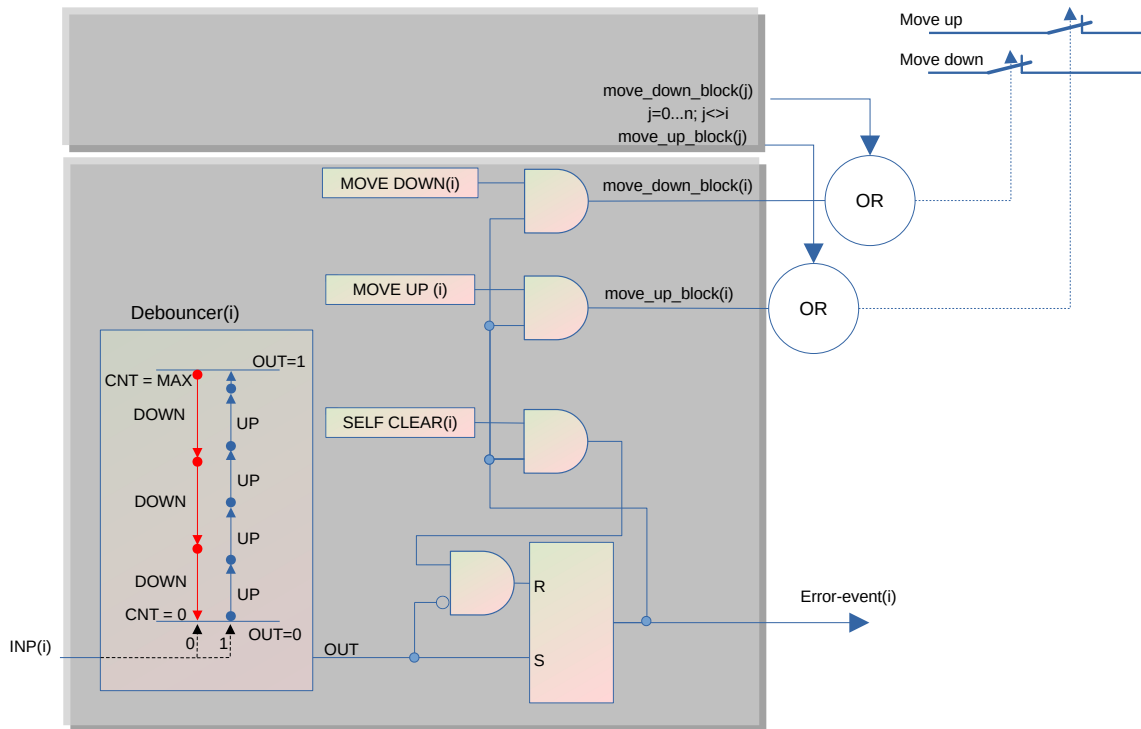 Move up
Move down
move_down_block(j)
j=0...n; j<>i
move_up_block(j)
MOVE DOWN(i)
move_down_block(i)
OR
MOVE UP (i)
move_up_block(i)
OR
Debouncer(i)
OUT=1
CNT = MAX
DOWN
UP
SELF CLEAR(i)
UP
DOWN
UP
DOWN
UP
CNT = 0
OUT=0
0
1
INP(i)
OUT
R
S
Error-event(i)